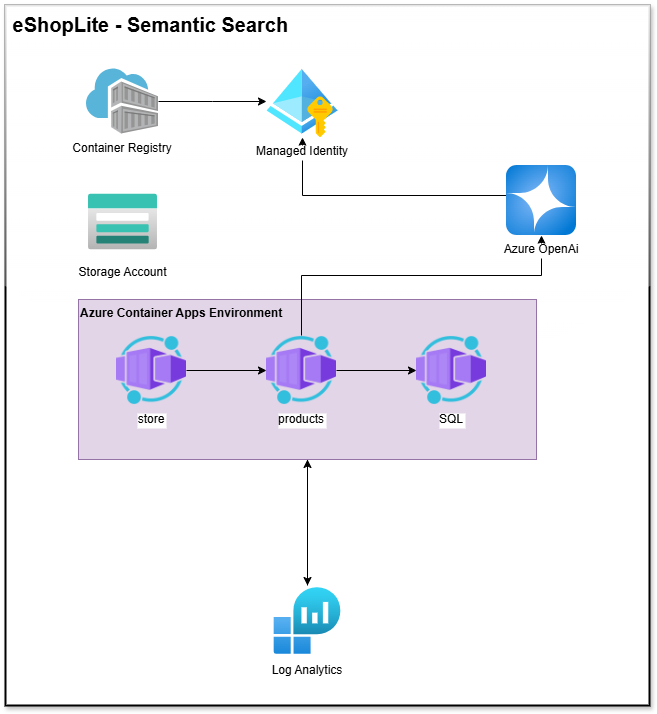 eShopLite - Semantic Search
Container Registry
Managed Identity
Azure OpenAi
Storage Account
Azure Container Apps Environment
store
products
SQL
Log Analytics